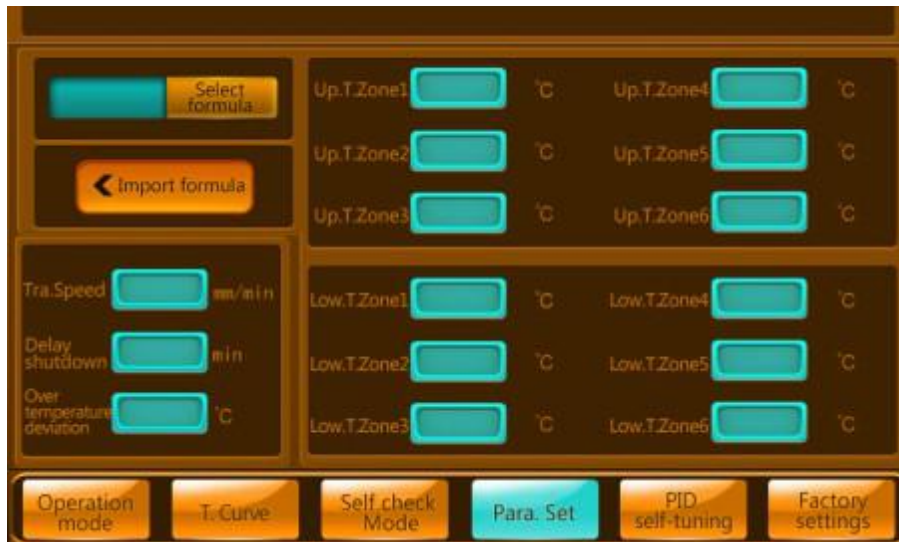 Select
formula
Import formula
Tra.Speed mm/min
Delay
shutdown min
Over
temperature
deviation °C
Up.T.Zone1 °C Up.T.Zone4 °C
Up.T.Zone2 °C Up.T.Zone5 °C
Up.T.Zone3 °C Up.T.Zone6 °C
Low.T.Zone1 °C Low.T.Zone4 °C
Low.T.Zone2 °C Low.T.Zone5 °C
Low.T.Zone3 °C Low.T.Zone6 °C
Operation
mode
T. Curve
Self check
Mode
Para. Set
PID
self-tuning
Factory
settings